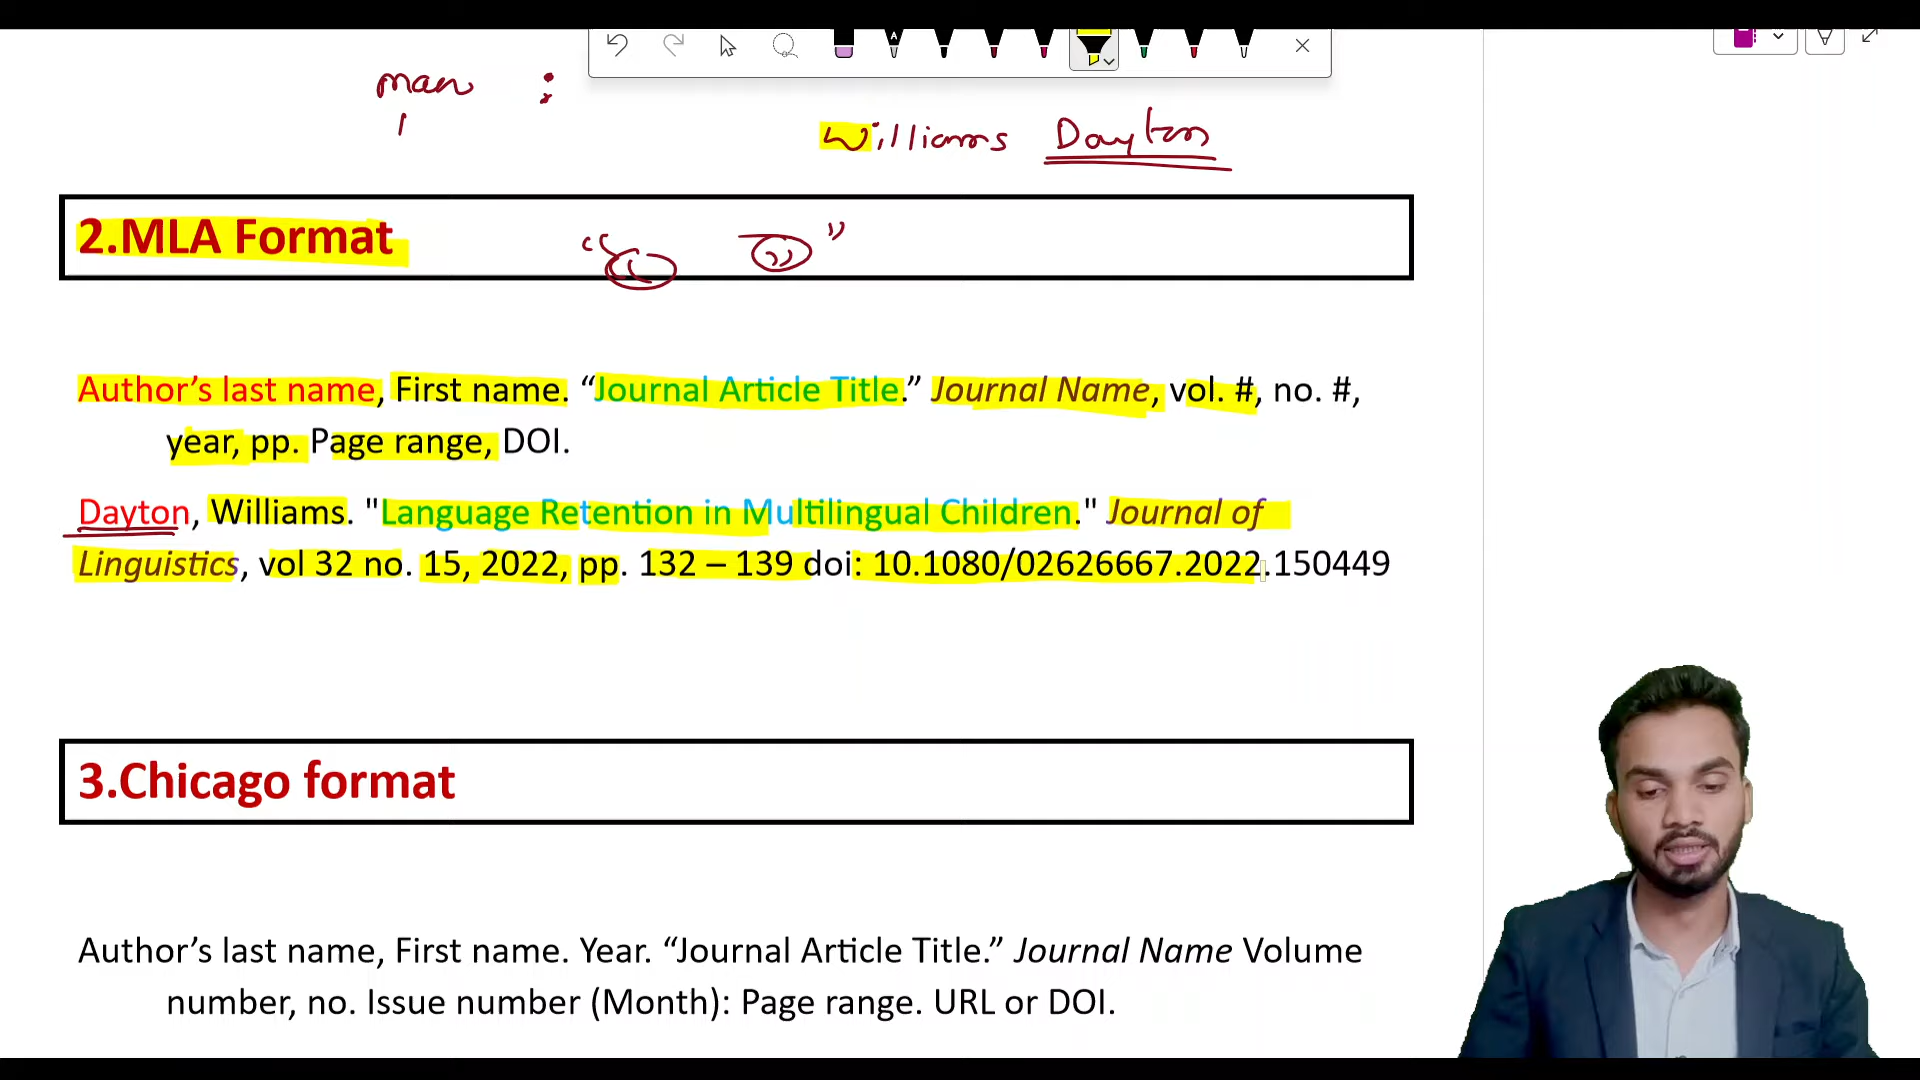 man :
Williams Dayton
2.MLA Format
“ ”
Author’s last name, First name. “Journal Article Title.” Journal Name, vol. #, no. #,
year, pp. Page range, DOI.
Dayton, Williams. "Language Retention in Multilingual Children." Journal of
Linguistics, vol 32 no. 15, 2022, pp. 132 – 139 doi: 10.1080/02626667.2022.150449
3.Chicago format
Author’s last name, First name. Year. “Journal Article Title.” Journal Name Volume
number, no. Issue number (Month): Page range. URL or DOI.